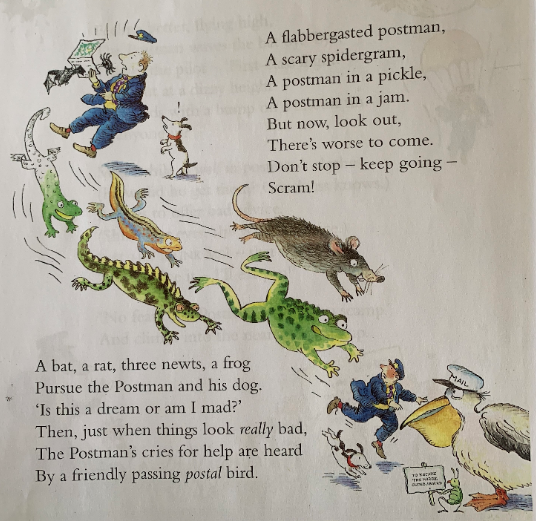 A flabbergasted postman,
A scary spidergram,
A postman in a pickle,
A postman in a jam.
But now, look out,
There's worse to come.
Don't stop – keep going –
Scram!
A bat, a rat, three newts, a frog
Pursue the Postman and his dog.
'Is this a dream or am I mad?'
Then, just when things look really bad,
The Postman's cries for help are heard
By a friendly passing postal bird.
MAIL